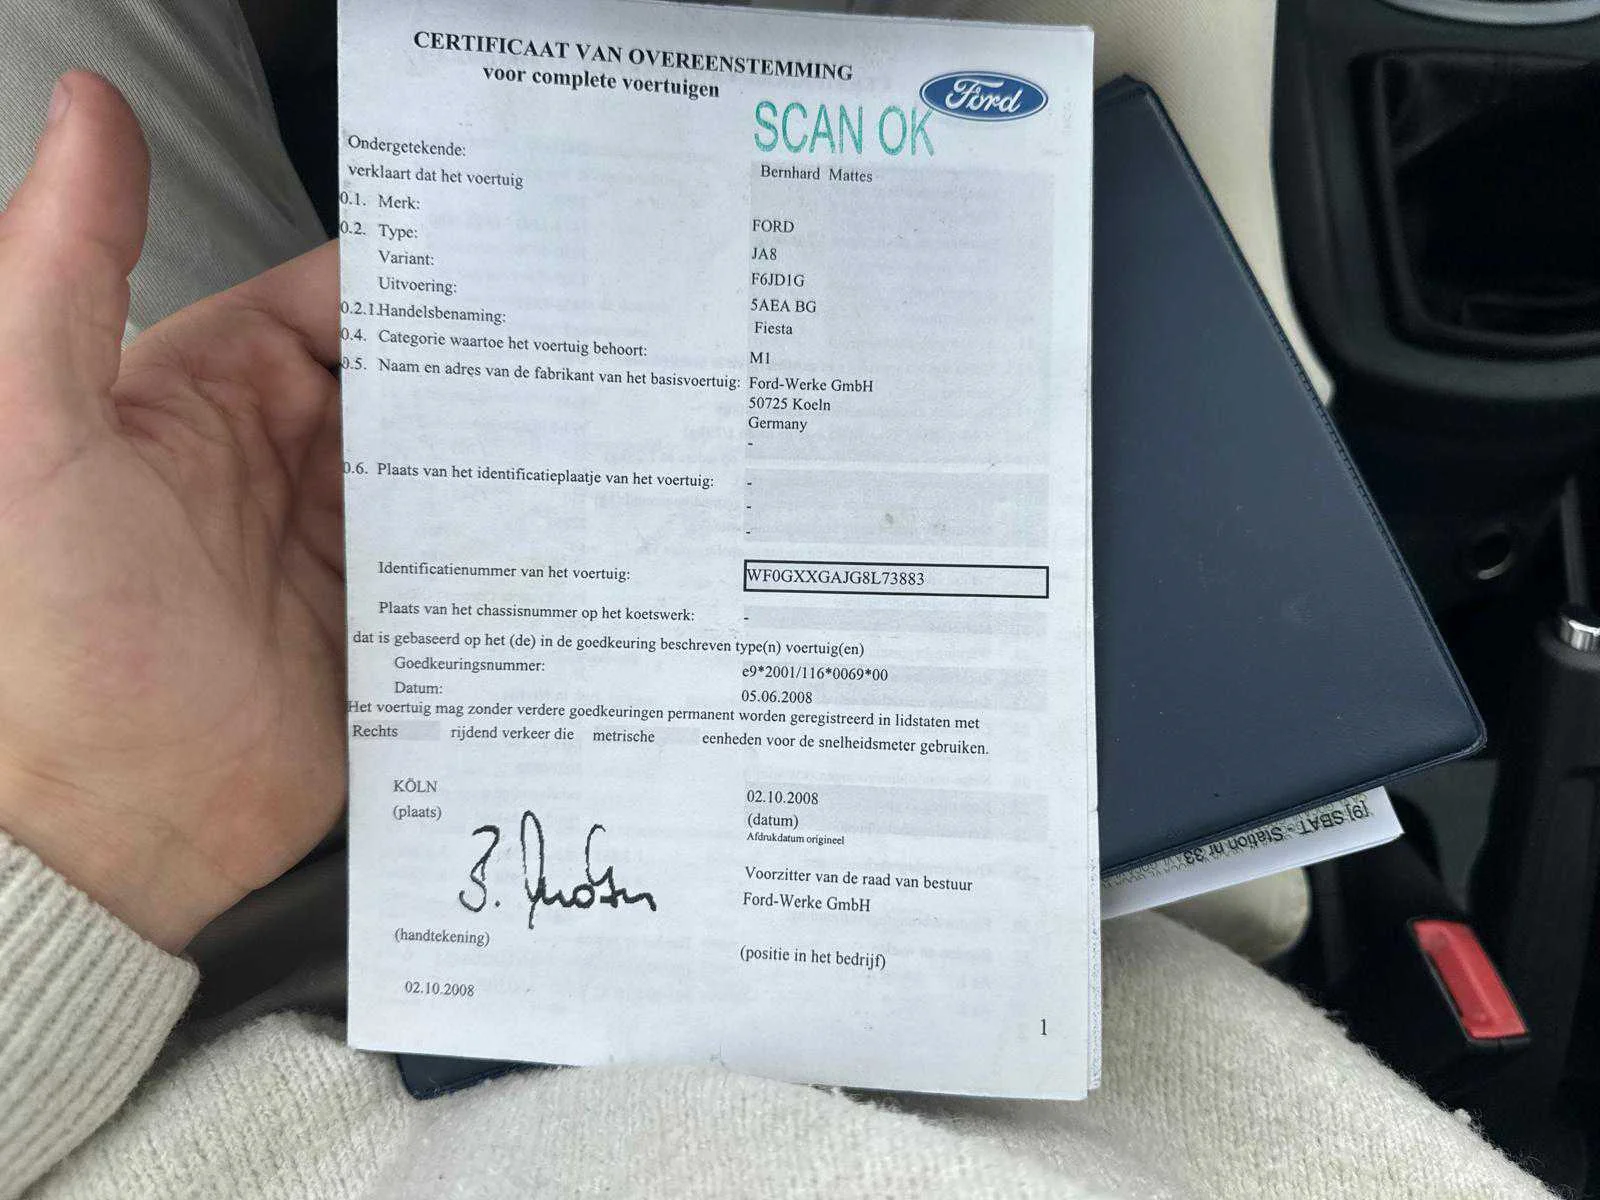 CERTIFICAAT VAN OVEREENSTEMMING
voor complete voertuigen
Ford
SCAN OK
Ondergetekende: Bernhard Mattes
verklaart dat het voertuig
0.1. Merk: FORD
0.2. Type: JA8
Variant: F6JD1G
Uitvoering: 5AEA BG
0.2.1.Handelsbenaming: Fiesta
0.4. Categorie waartoe het voertuig behoort: M1
0.5. Naam en adres van de fabrikant van het basisvoertuig: Ford-Werke GmbH
50725 Koeln
Germany
-
0.6. Plaats van het identificatieplaatje van het voertuig: -
-
-
Identificatienummer van het voertuig: WF0GXXGAJG8L73883
Plaats van het chassisnummer op het koetswerk: -
dat is gebaseerd op het (de) in de goedkeuring beschreven type(n) voertuig(en)
Goedkeuringsnummer: e9*2001/116*0069*00
Datum: 05.06.2008
Het voertuig mag zonder verdere goedkeuringen permanent worden geregistreerd in lidstaten met
Rechts rijdend verkeer die metrische eenheden voor de snelheidsmeter gebruiken.
KÖLN 02.10.2008
(plaats) (datum)
Afdrukdatum origineel
Voorzitter van de raad van bestuur
Ford-Werke GmbH
(handtekening) (positie in het bedrijf)
02.10.2008
1
[9] SBAT - Station nr 33